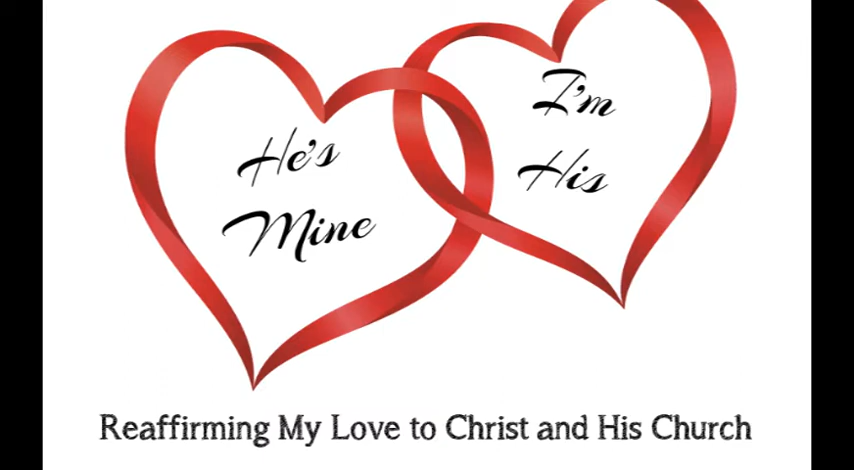 He's
Mine
I'm
His
Reaffirming My Love to Christ and His Church